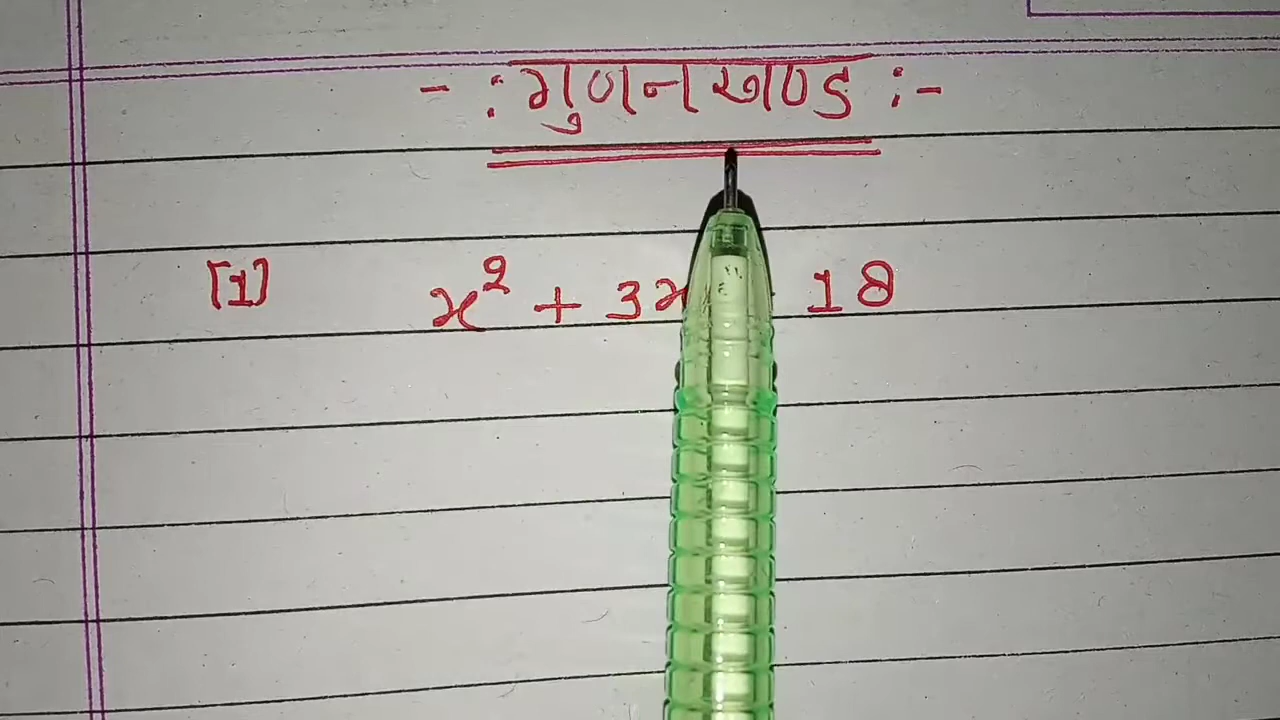 - : गुणनखण्ड : -
[1] x² + 3x 18